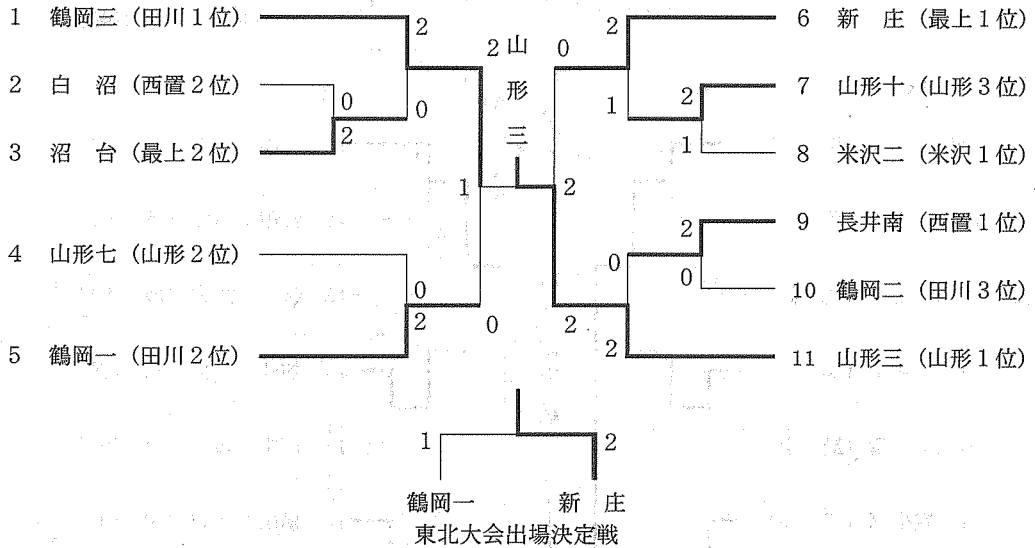 1 鶴岡三 (田川1位)
2 白 沼 (西置2位)
3 沼 台 (最上2位)
4 山形七 (山形2位)
5 鶴岡一 (田川2位)
2
0
2
0
0
2
2
1
0
山形三
0
2
2
2
1
2
1
2
0
0
2
6 新 庄 (最上1位)
7 山形十 (山形3位)
8 米沢二 (米沢1位)
9 長井南 (西置1位)
10 鶴岡二 (田川3位)
11 山形三 (山形1位)
1 2
鶴岡一 新 庄
東北大会出場決定戦